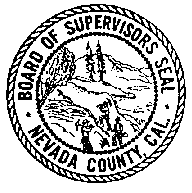 BOARD OF SUPERVISORS SEAL
NEVADA COUNTY, CAL.